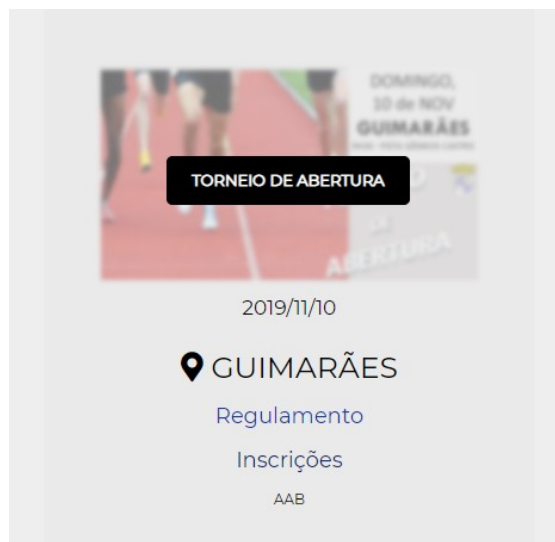 DOMINGO,
10 de NOV
GUIMARÃES
TORNEIO DE ABERTURA
ABERTURA
2019/11/10
GUIMARÃES
Regulamento
Inscrições
AAB